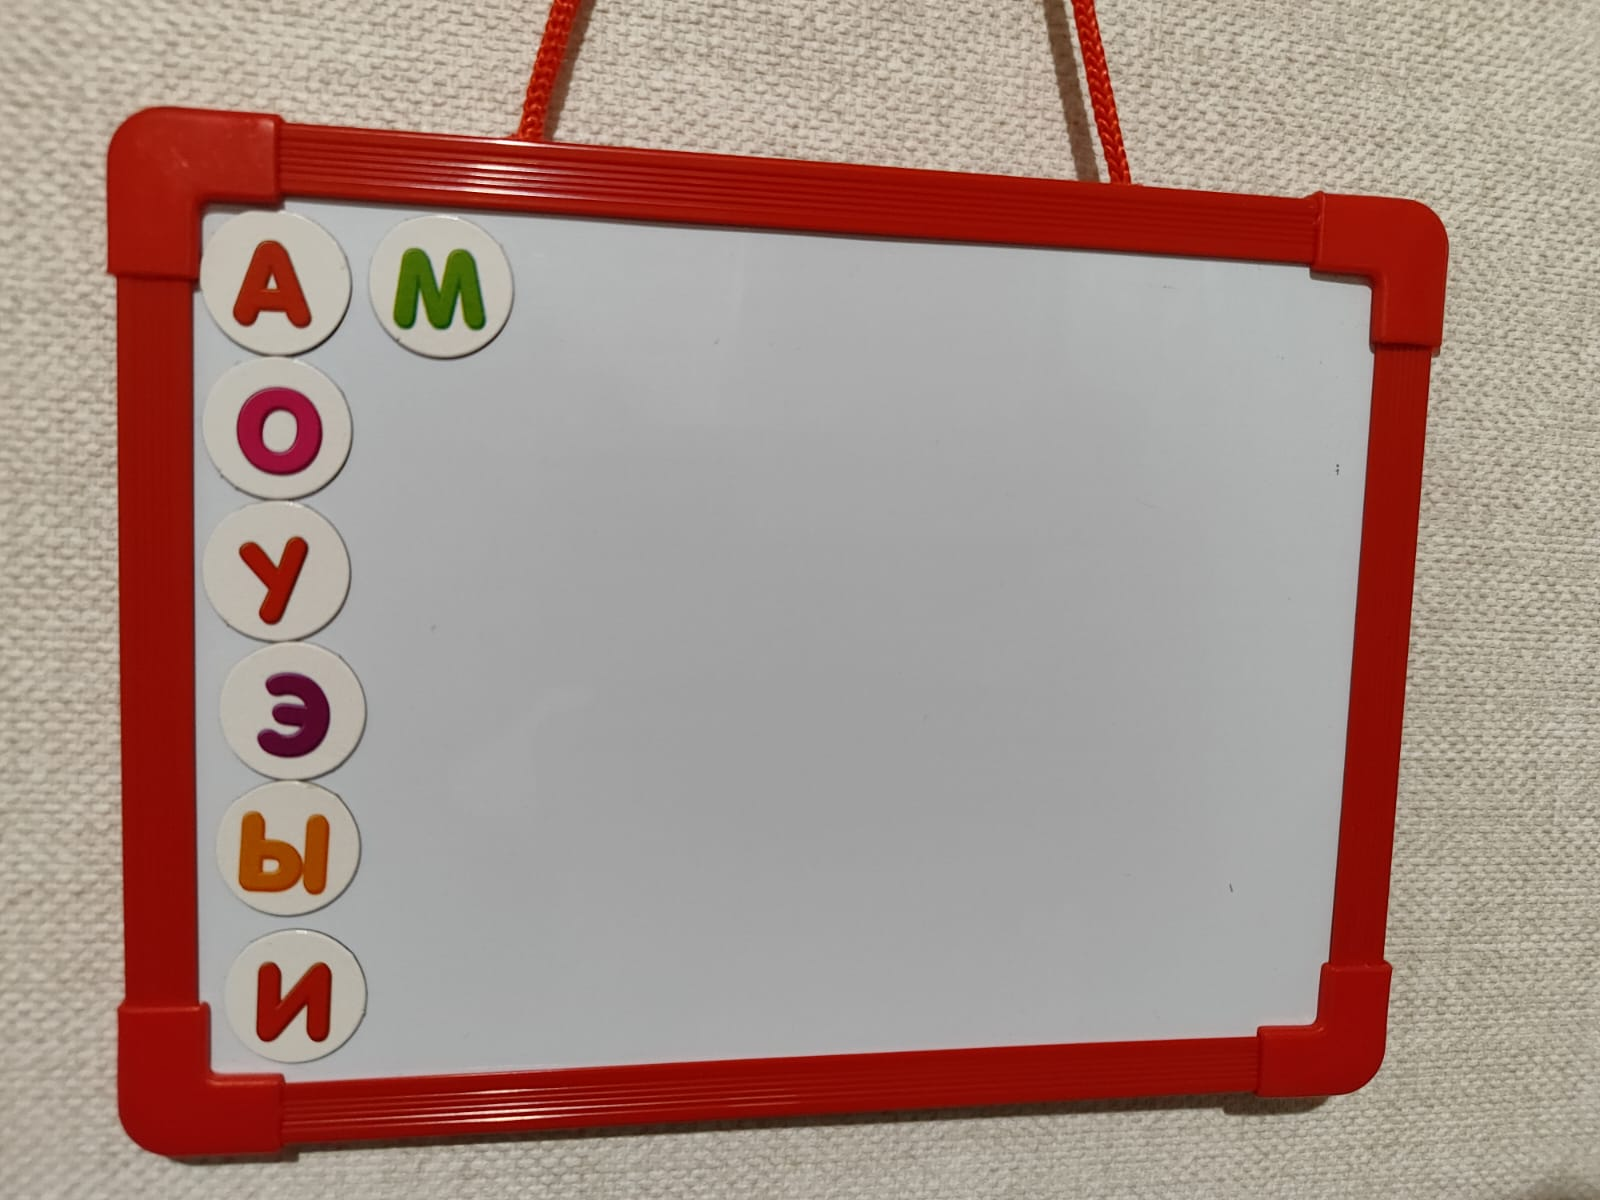 А М
О
У
Э
Ы
И